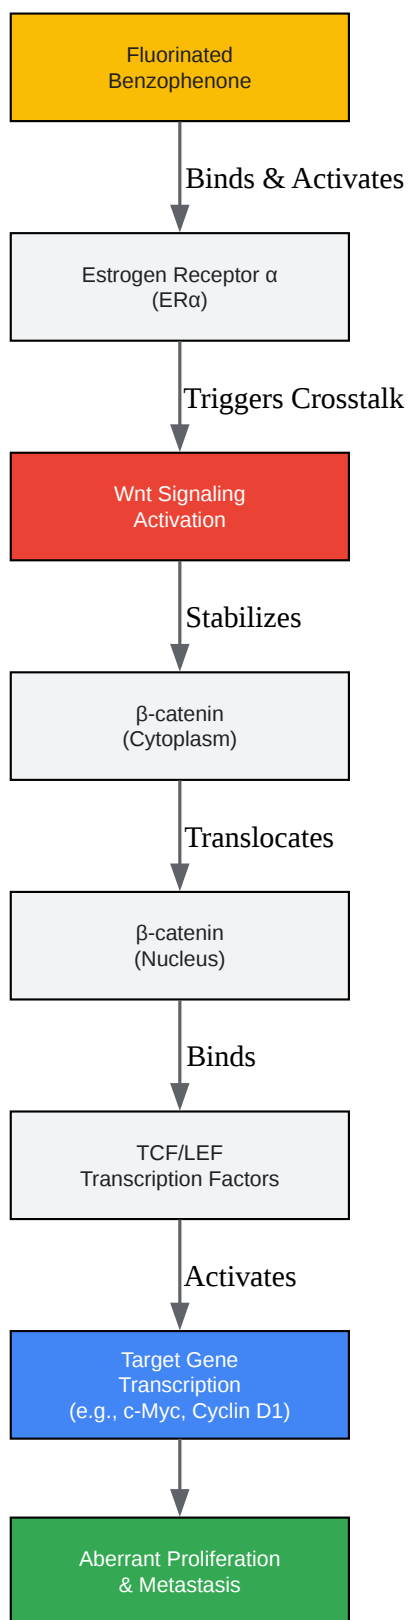 Fluorinated
Benzophenone
Binds & Activates
Estrogen Receptor α
(ERα)
Triggers Crosstalk
Wnt Signaling
Activation
Stabilizes
β-catenin
(Cytoplasm)
Translocates
β-catenin
(Nucleus)
Binds
TCF/LEF
Transcription Factors
Activates
Target Gene
Transcription
(e.g., c-Myc, Cyclin D1)
Aberrant Proliferation
& Metastasis